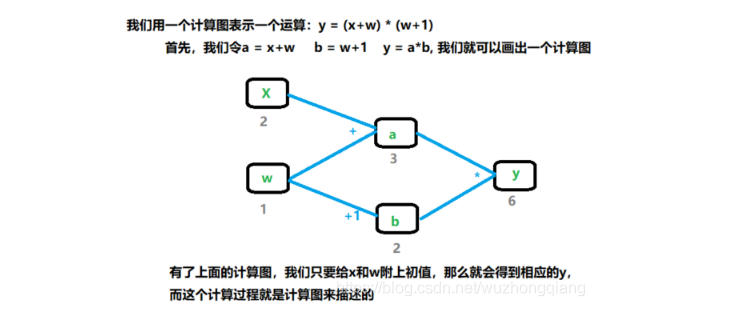 我们用一个计算图表示一个运算：y = (x+w) * (w+1)
首先，我们令a = x+w b = w+1 y = a*b, 我们就可以画出一个计算图
X
2
+
a
3
w
1
+1
b
2
*
y
6
有了上面的计算图，我们只要给x和w附上初值，那么就会得到相应的y，
而这个计算过程就是计算图来描述的
https://blog.csdn.net/wuzhongqiang